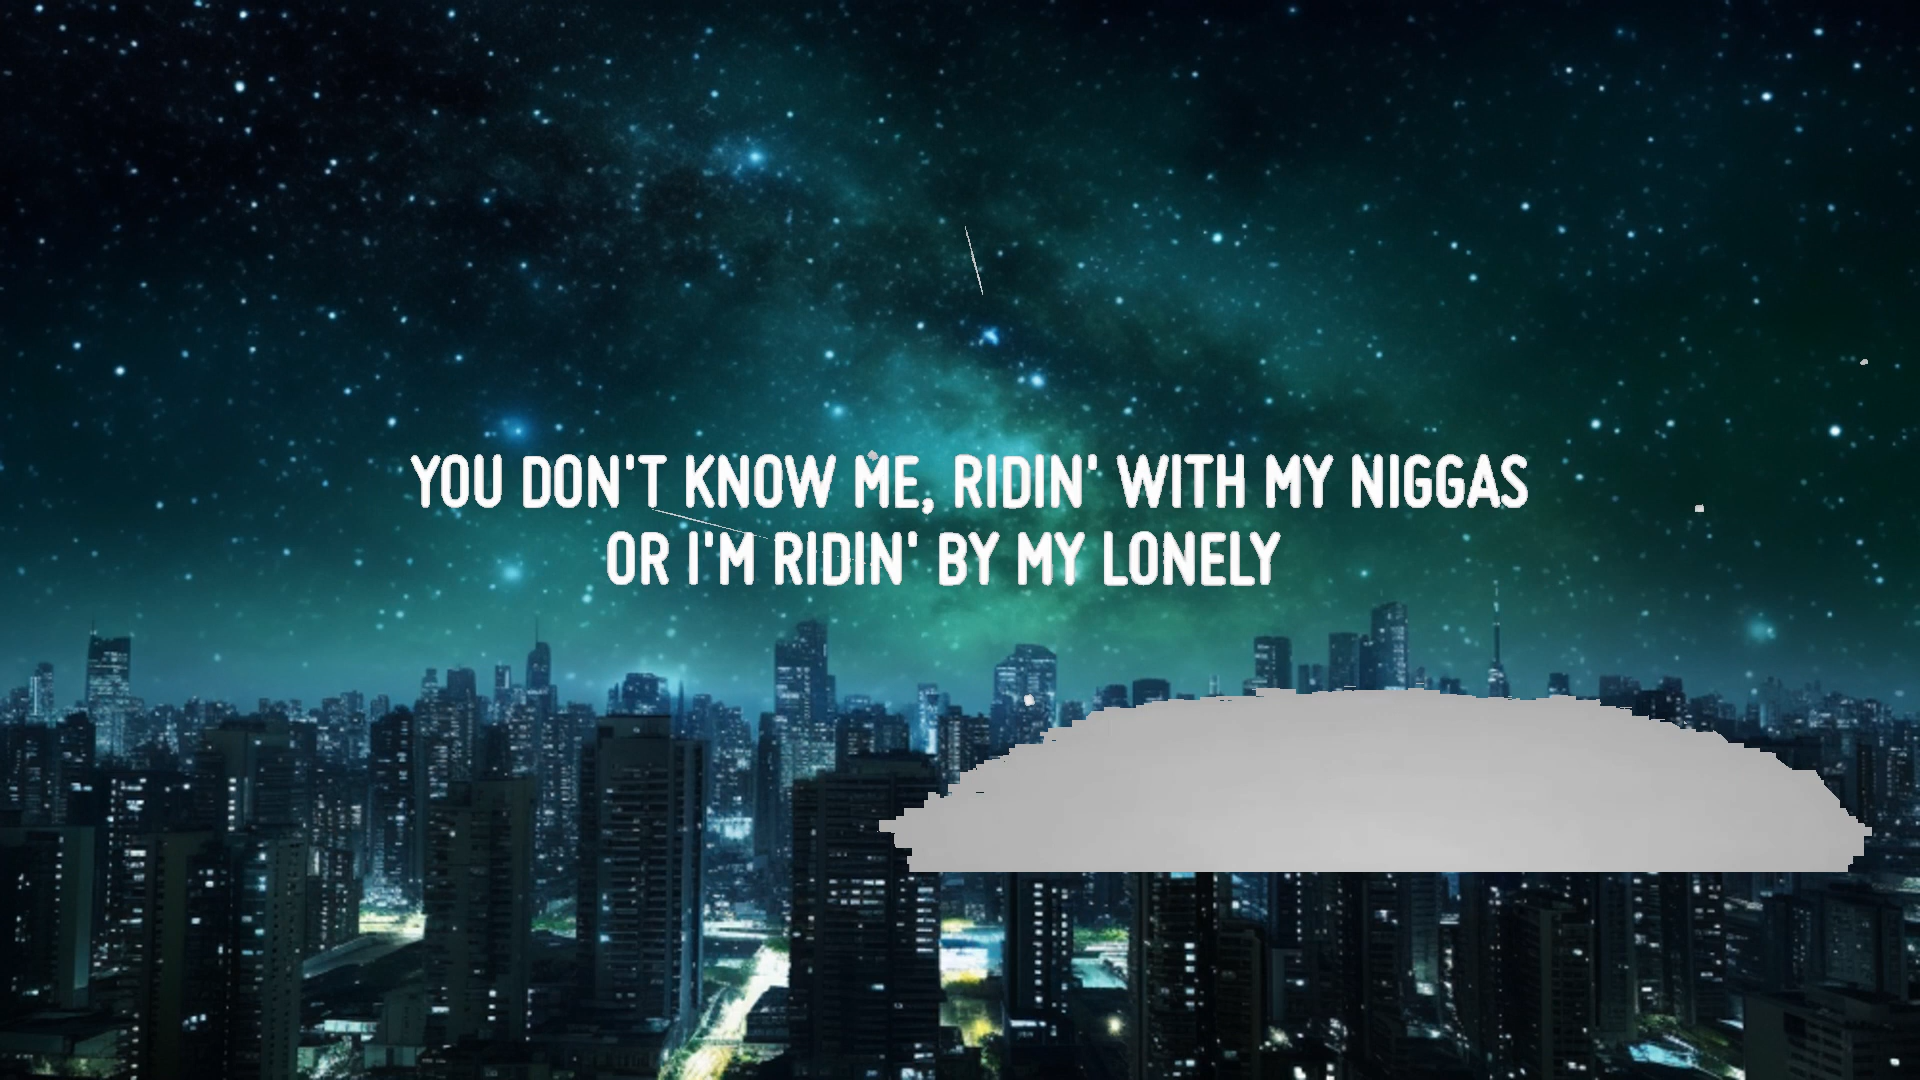 YOU DON'T KNOW ME, RIDIN' WITH MY NIGGAS
OR I'M RIDIN' BY MY LONELY